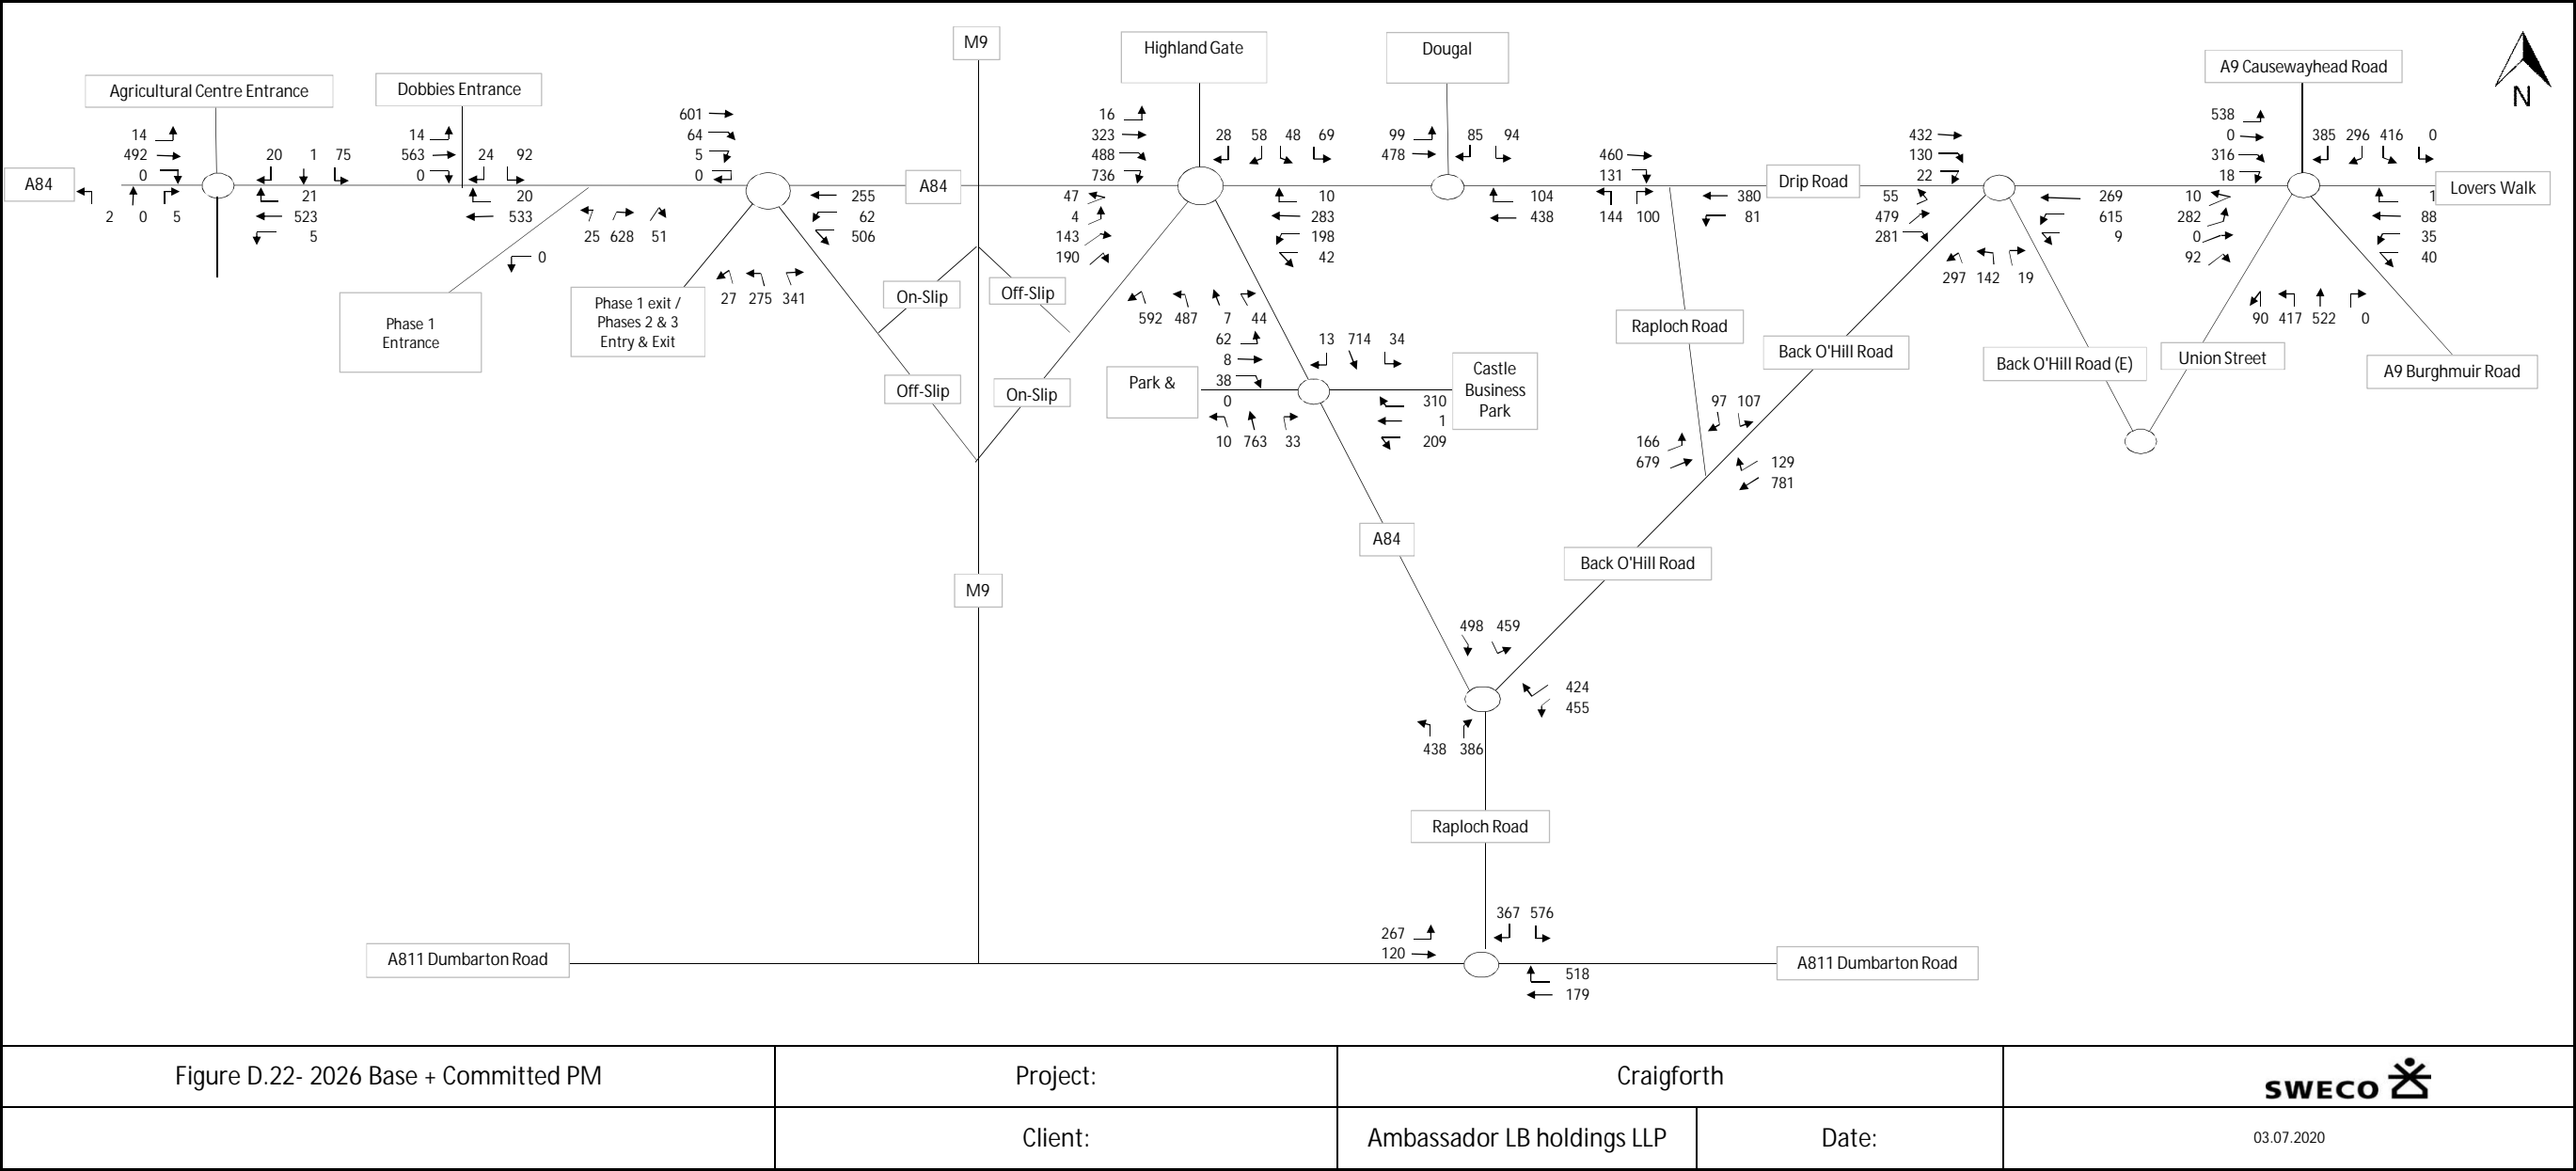 M9
Highland Gate
Dougal
A9 Causewayhead Road
N
Agricultural Centre Entrance
Dobbies Entrance
14
492
0
20 1 75
14
563
0
24 92
601
64
5
0
16
323
488
736
28 58 48 69
99
478
85 94
460
131
432
130
22
538
0
316
18
385 296 416 0
A84
A84
Drip Road
Lovers Walk
2 0 5
21
523
5
20
533
25 628 51
0
255
62
506
47
4
143
190
10
283
198
42
104
438
144 100
380
81
55
479
281
269
615
9
10
282
0
92
1
88
35
40
27 275 341
297 142 19
90 417 522 0
Phase 1
Entrance
Phase 1 exit /
Phases 2 & 3
Entry & Exit
On-Slip
Off-Slip
592 487 7 44
Raploch Road
Back O'Hill Road
Back O'Hill Road (E)
Union Street
A9 Burghmuir Road
62
8
38
0
13 714 34
Park &
Castle
Business
Park
Off-Slip
On-Slip
10 763 33
310
1
209
97 107
166
679
129
781
A84
Back O'Hill Road
M9
498 459
424
455
438 386
Raploch Road
367 576
267
120
A811 Dumbarton Road
A811 Dumbarton Road
518
179
Figure D.22- 2026 Base + Committed PM
Project:
Craigforth
SWECO
Client:
Ambassador LB holdings LLP
Date:
03.07.2020